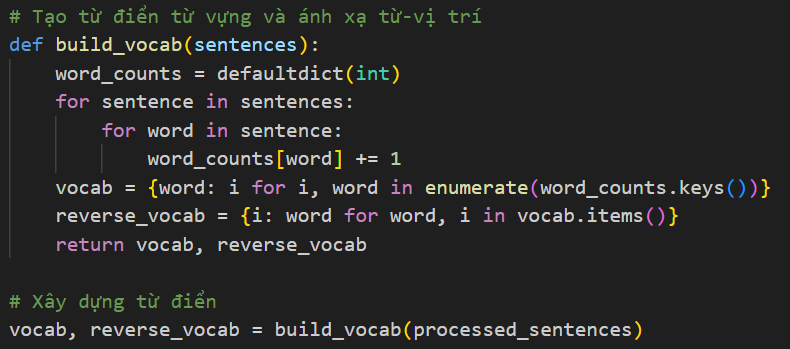 # Tạo từ điển từ vựng và ánh xạ từ-vị trí
def build_vocab(sentences):
    word_counts = defaultdict(int)
    for sentence in sentences:
        for word in sentence:
            word_counts[word] += 1
    vocab = {word: i for i, word in enumerate(word_counts.keys())}
    reverse_vocab = {i: word for word, i in vocab.items()}
    return vocab, reverse_vocab

# Xây dựng từ điển
vocab, reverse_vocab = build_vocab(processed_sentences)